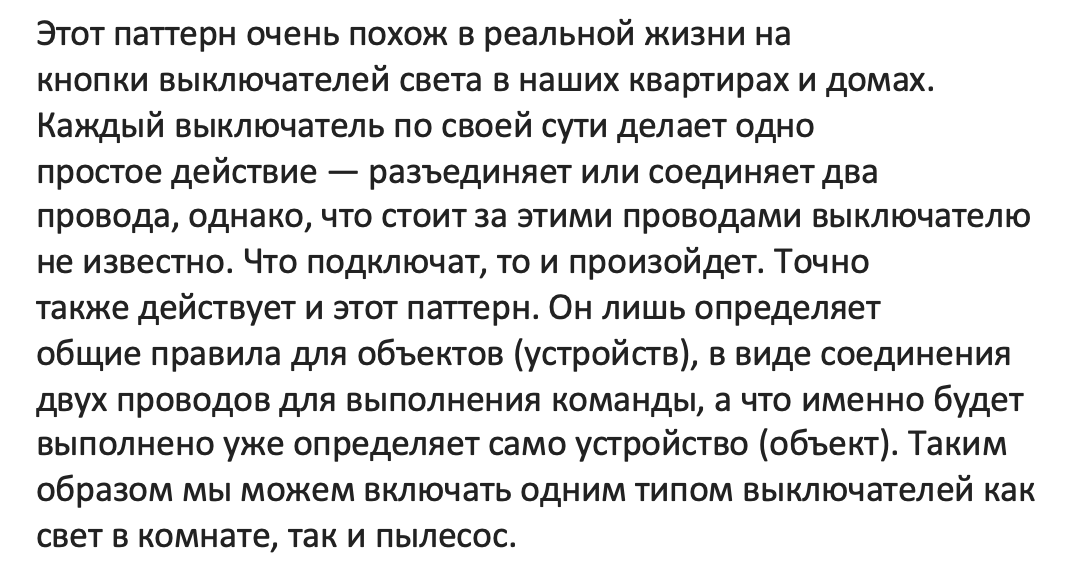 Этот паттерн очень похож в реальной жизни на
кнопки выключателей света в наших квартирах и домах.
Каждый выключатель по своей сути делает одно
простое действие — разъединяет или соединяет два
провода, однако, что стоит за этими проводами выключателю
не известно. Что подключат, то и произойдет. Точно
также действует и этот паттерн. Он лишь определяет
общие правила для объектов (устройств), в виде соединения
двух проводов для выполнения команды, а что именно будет
выполнено уже определяет само устройство (объект). Таким
образом мы можем включать одним типом выключателей как
свет в комнате, так и пылесос.